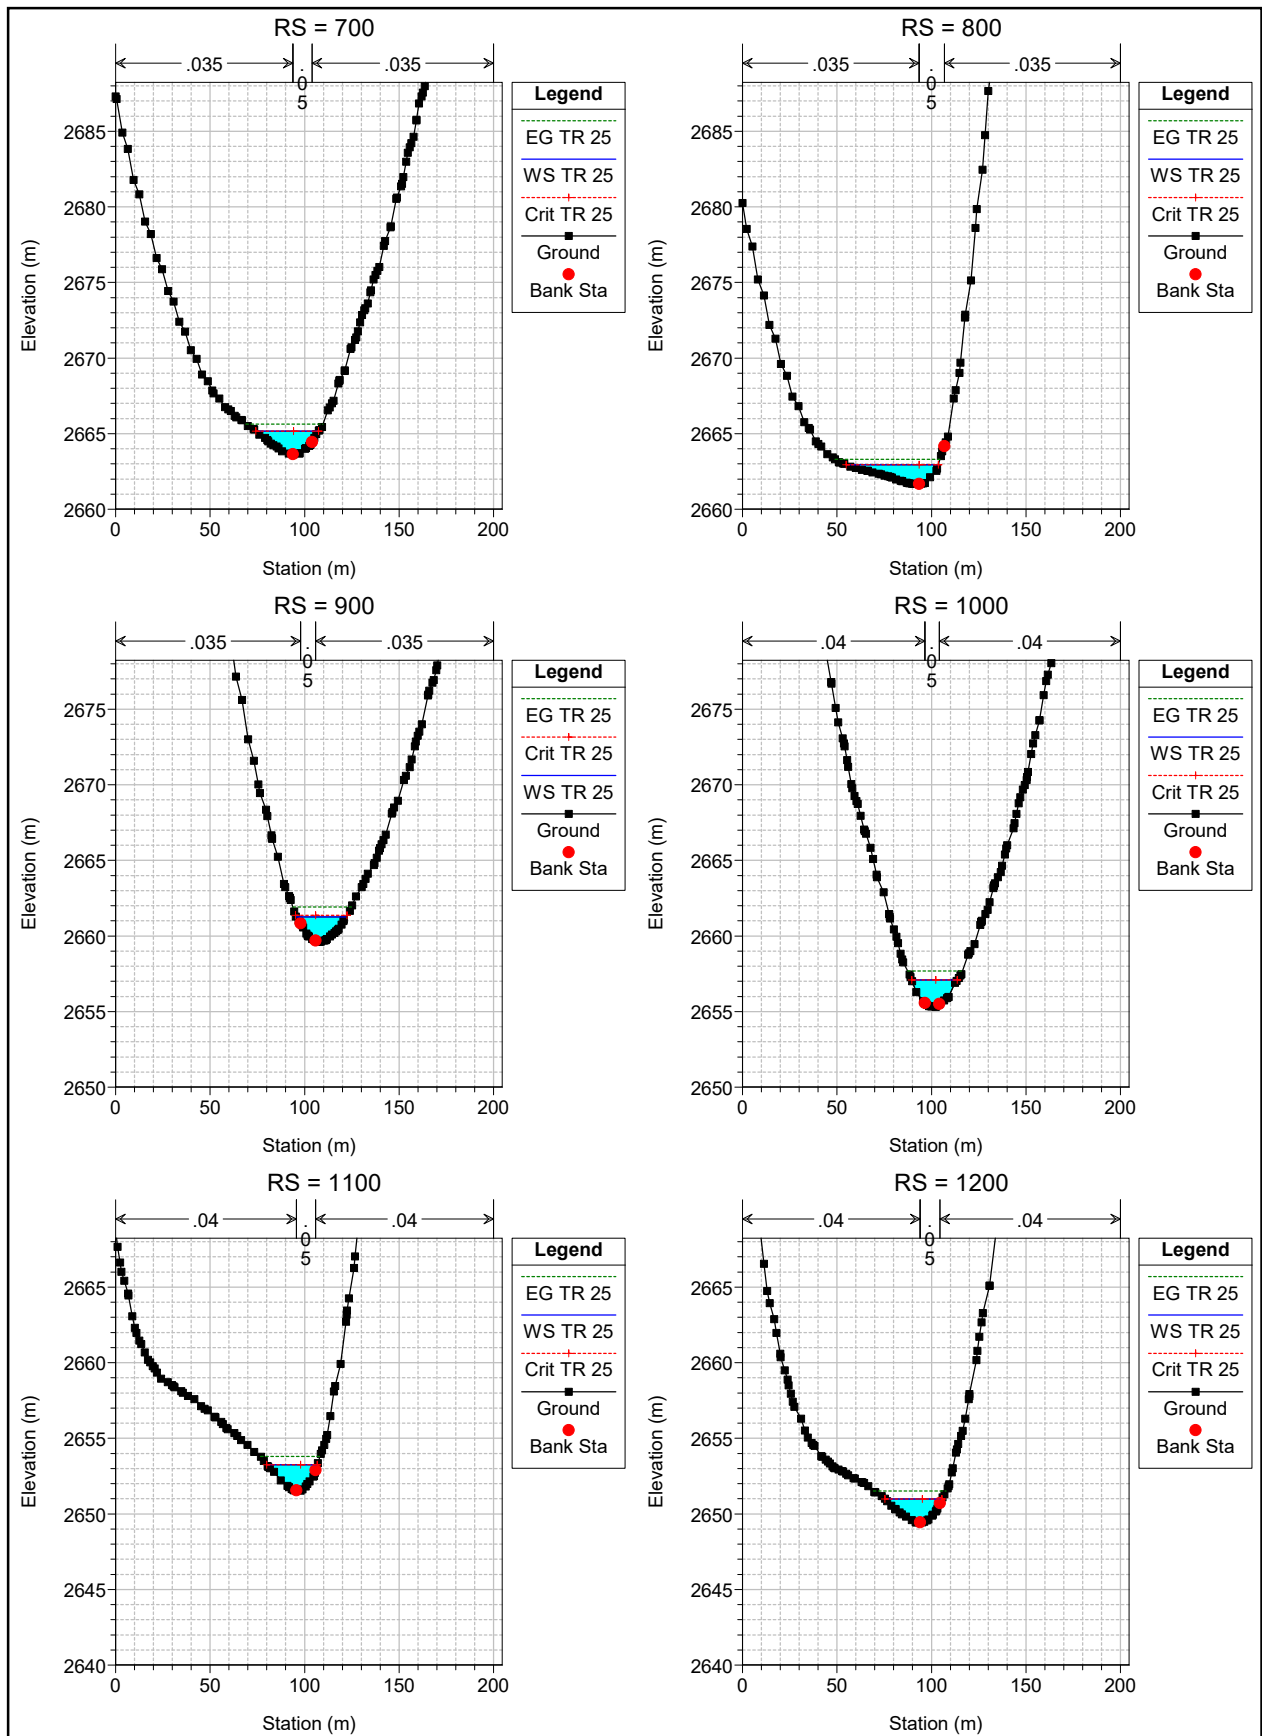 RS = 700
.035
.
0
5
.035
Legend
EG TR 25
WS TR 25
Crit TR 25
Ground
Bank Sta
Elevation (m)
2685
2680
2675
2670
2665
2660
0 50 100 150 200
Station (m)
RS = 800
.035
.035
Legend
EG TR 25
WS TR 25
Crit TR 25
Ground
Bank Sta
Elevation (m)
2685
2680
2675
2670
2665
2660
0 50 100 150 200
Station (m)
RS = 900
.035
.
0
5
.035
Legend
EG TR 25
Crit TR 25
WS TR 25
Ground
Bank Sta
Elevation (m)
2675
2670
2665
2660
2655
2650
0 50 100 150 200
Station (m)
RS = 1000
.04
.
0
5
.04
Legend
EG TR 25
WS TR 25
Crit TR 25
Ground
Bank Sta
Elevation (m)
2675
2670
2665
2660
2655
2650
0 50 100 150 200
Station (m)
RS = 1100
.04
.
0
5
.04
Legend
EG TR 25
WS TR 25
Crit TR 25
Ground
Bank Sta
Elevation (m)
2665
2660
2655
2650
2645
2640
0 50 100 150 200
Station (m)
RS = 1200
.04
.
0
5
.04
Legend
EG TR 25
WS TR 25
Crit TR 25
Ground
Bank Sta
Elevation (m)
2665
2660
2655
2650
2645
2640
0 50 100 150 200
Station (m)